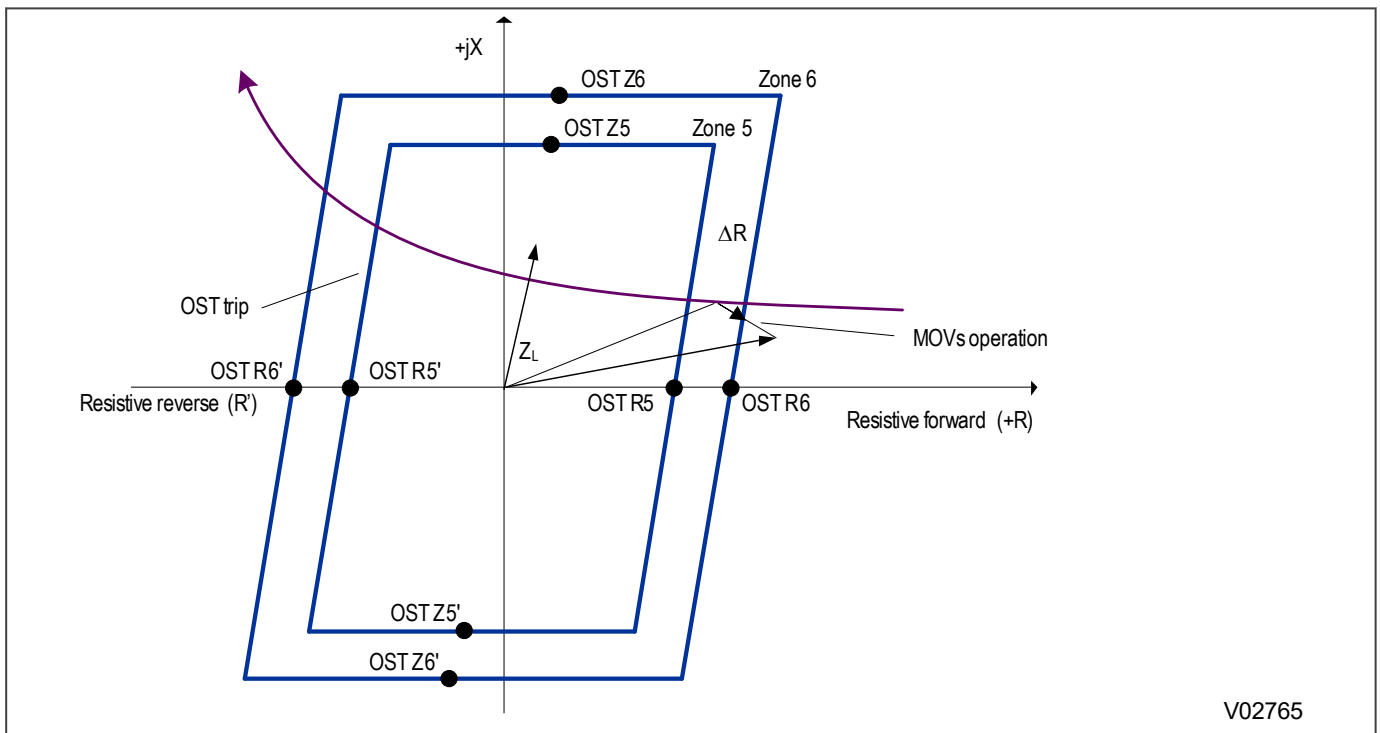 +jX
OST Z6
Zone 6
OST Z5
Zone 5
ΔR
OST trip
MOVs operation
ZL
OST R6'
OST R5'
OST R5
OST R6
Resistive reverse (R')
Resistive forward (+R)
OST Z5'
OST Z6'
V02765